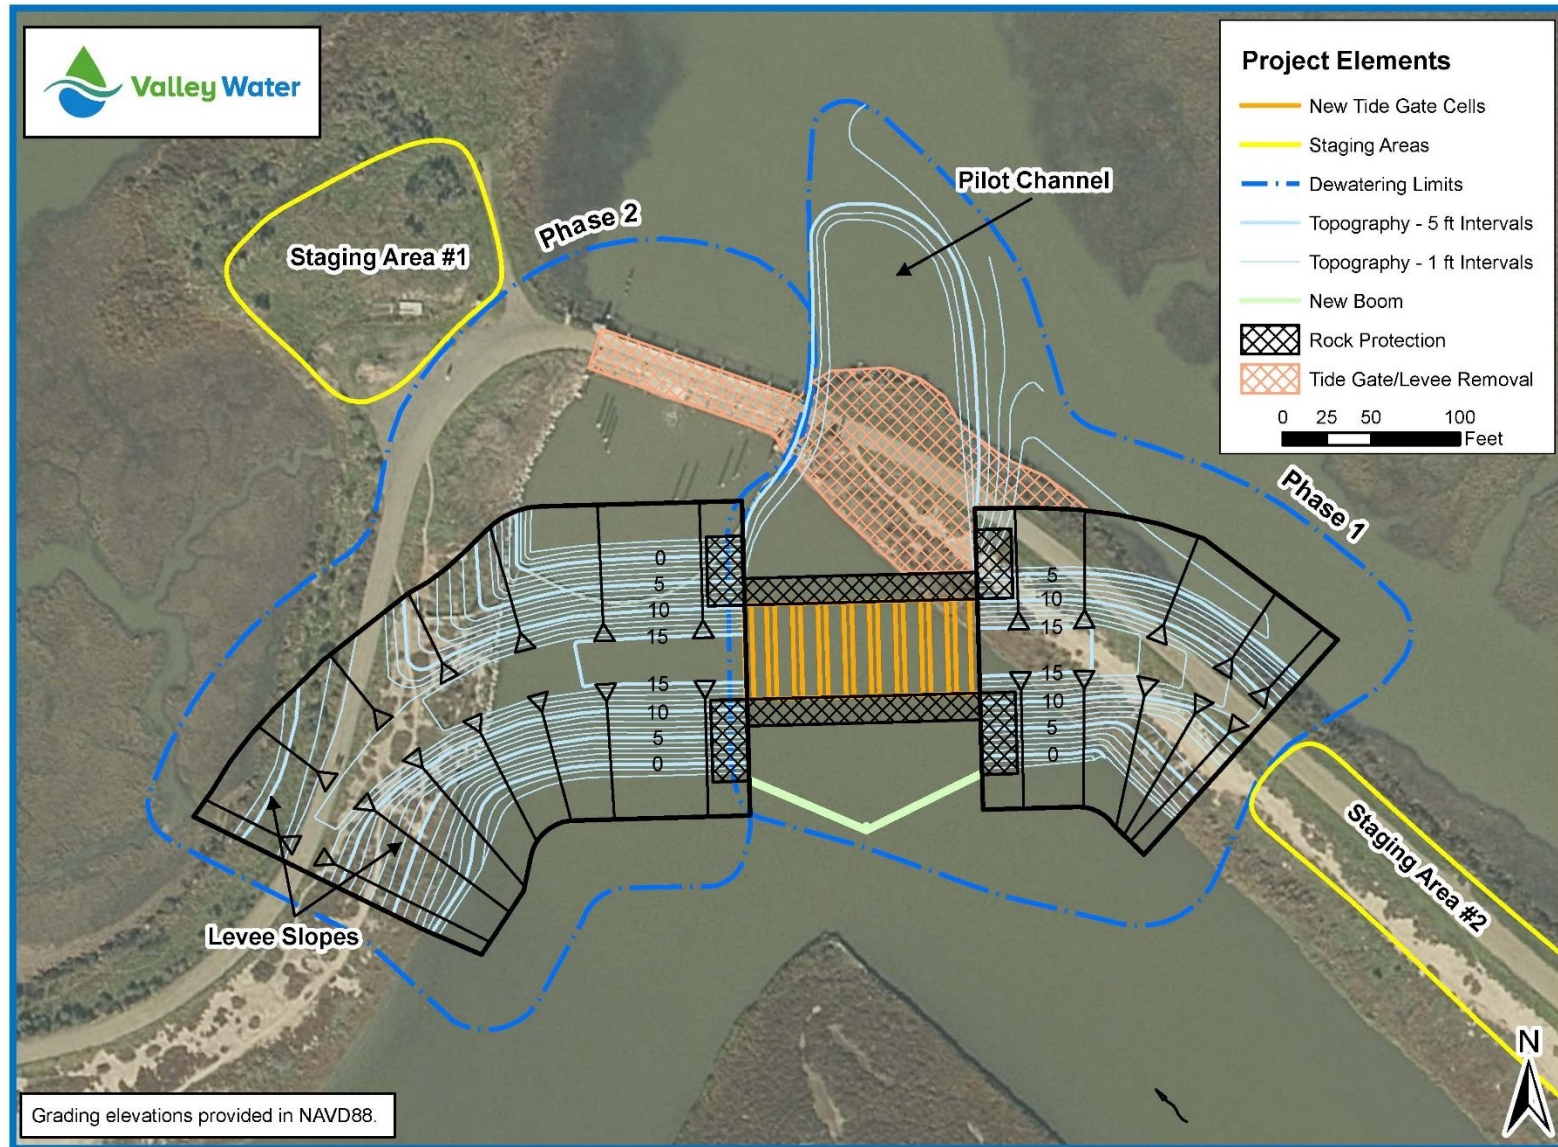 Valley Water
Project Elements
New Tide Gate Cells
Staging Areas
Dewatering Limits
Topography - 5 ft Intervals
Topography - 1 ft Intervals
New Boom
Rock Protection
Tide Gate/Levee Removal
0 25 50 100
Feet
Pilot Channel
Phase 2
Staging Area #1
Phase 1
0
5
10
15
15
10
5
0
5
10
15
15
10
5
0
Staging Area #2
Levee Slopes
N
Grading elevations provided in NAVD88.